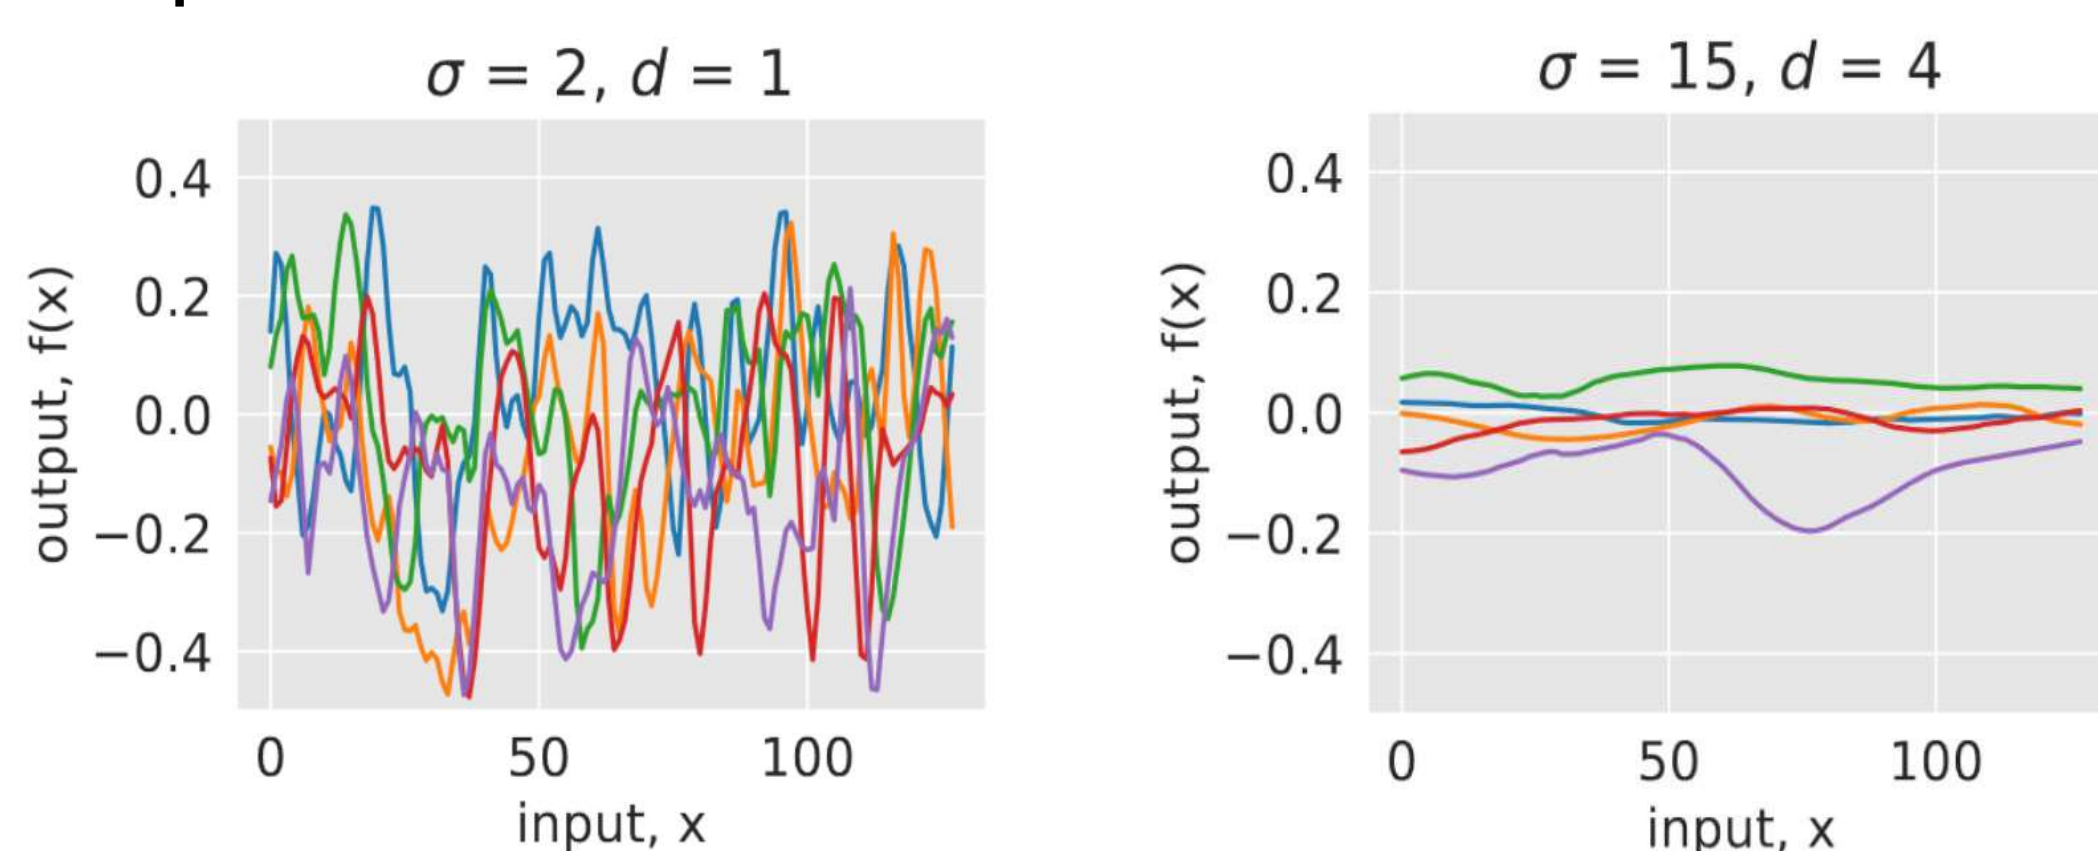 σ = 2, d = 1
output, f(x)
0.4
0.2
0.0
−0.2
−0.4
0
50
100
input, x
σ = 15, d = 4
output, f(x)
0.4
0.2
0.0
−0.2
−0.4
0
50
100
input, x